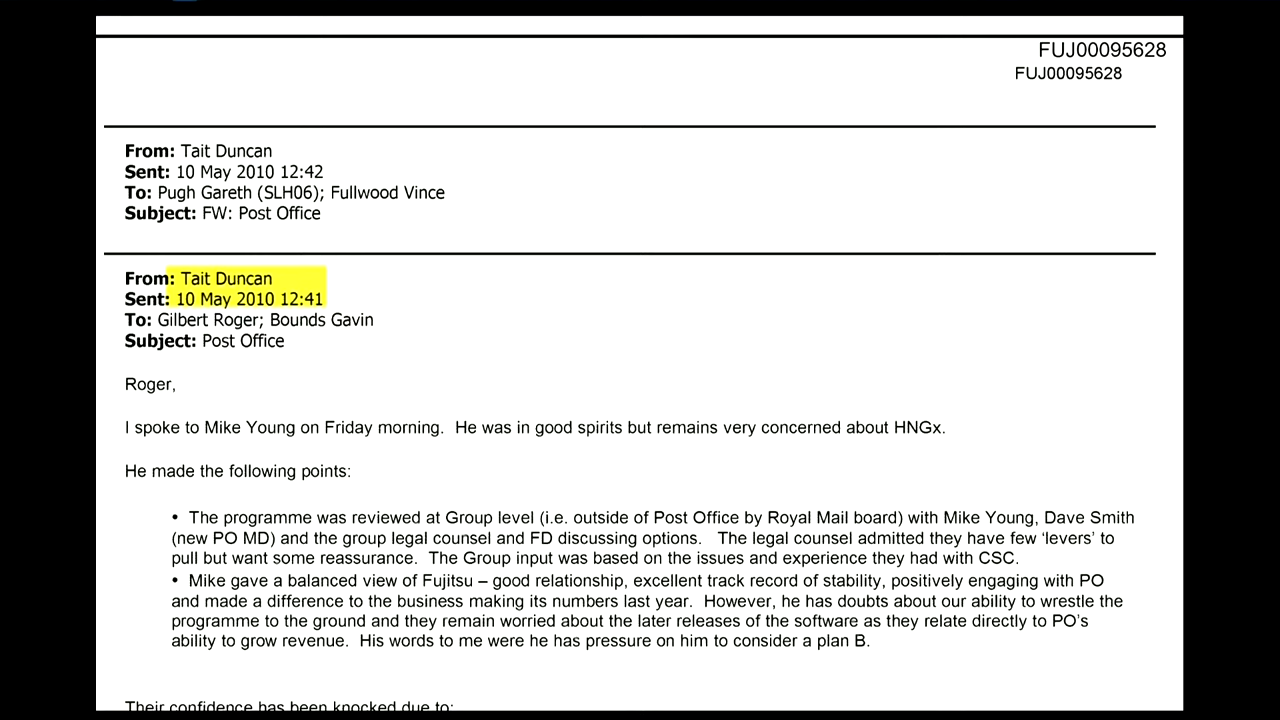 FUJ00095628
FUJ00095628
From: Tait Duncan
Sent: 10 May 2010 12:42
To: Pugh Gareth (SLH06); Fullwood Vince
Subject: FW: Post Office
From: Tait Duncan
Sent: 10 May 2010 12:41
To: Gilbert Roger; Bounds Gavin
Subject: Post Office
Roger,
I spoke to Mike Young on Friday morning.  He was in good spirits but remains very concerned about HNGx.
He made the following points:
• The programme was reviewed at Group level (i.e. outside of Post Office by Royal Mail board) with Mike Young, Dave Smith
(new PO MD) and the group legal counsel and FD discussing options.   The legal counsel admitted they have few ‘levers’ to
pull but want some reassurance.  The Group input was based on the issues and experience they had with CSC.
• Mike gave a balanced view of Fujitsu – good relationship, excellent track record of stability, positively engaging with PO
and made a difference to the business making its numbers last year.  However, he has doubts about our ability to wrestle the
programme to the ground and they remain worried about the later releases of the software as they relate directly to PO’s
ability to grow revenue.  His words to me were he has pressure on him to consider a plan B.
Their confidence has been knocked due to: